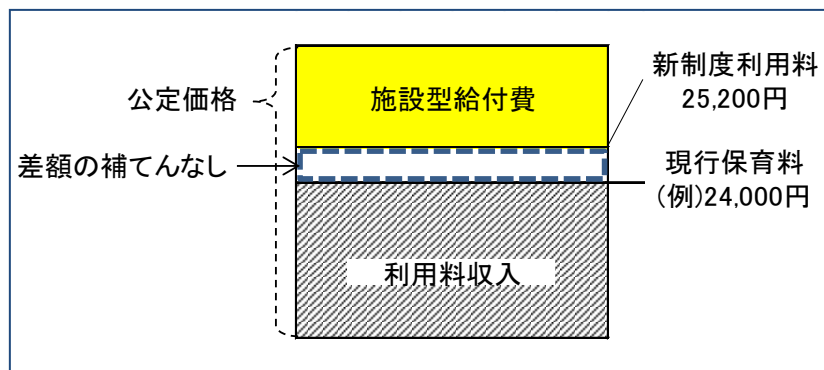 公定価格
差額の補てんなし
施設型給付費
利用料収入
新制度利用料
25,200円
現行保育料
(例)24,000円